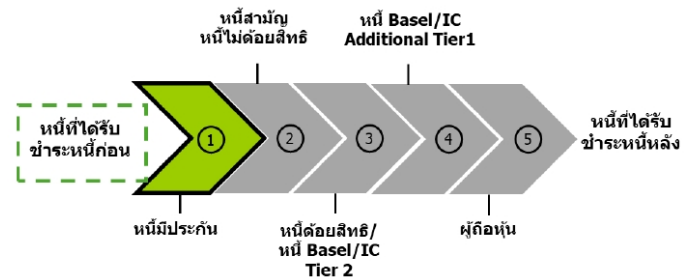 หนี้สามัญ
หนี้ไม่ด้อยสิทธิ
หนี้ Basel/IC
Additional Tier1
หนี้ที่ได้รับ
ชำระหนี้ก่อน
1
2
3
4
5
หนี้ที่ได้รับ
ชำระหนี้หลัง
หนี้มีประกัน
หนี้ด้อยสิทธิ/
หนี้ Basel/IC
Tier 2
ผู้ถือหุ้น